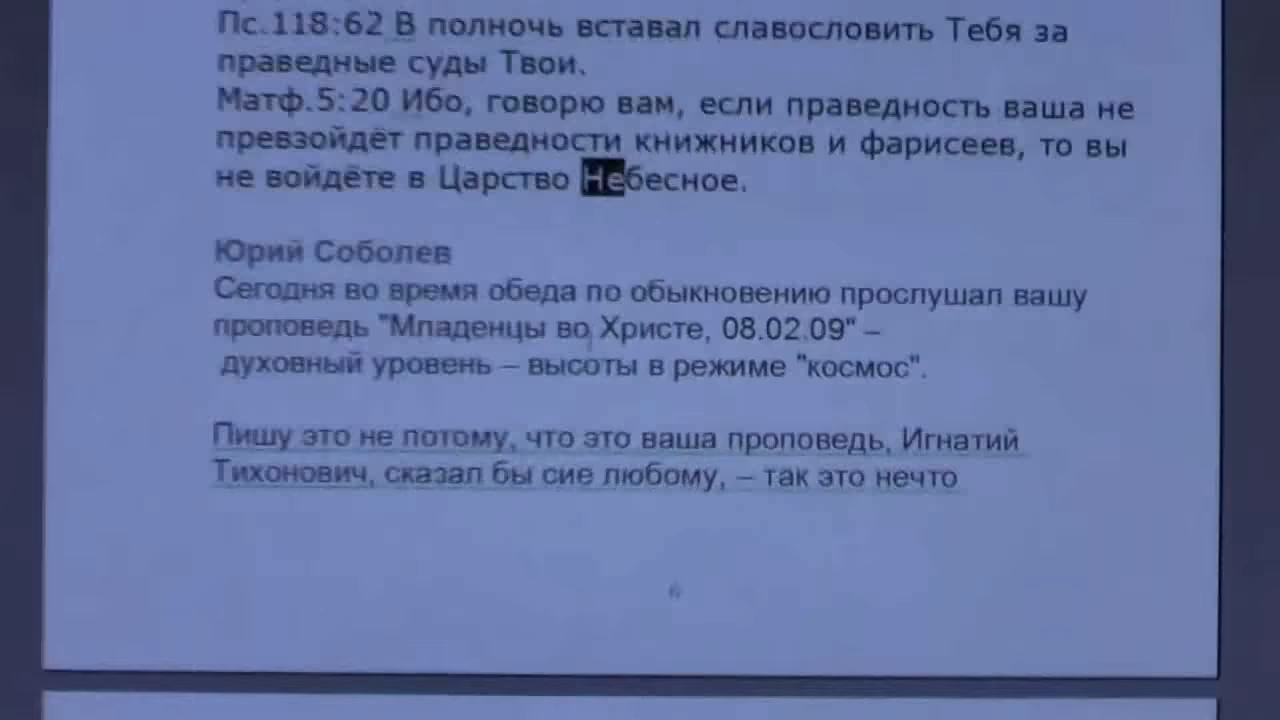 Пс.118:62 В полночь вставал славословить Тебя за
праведные суды Твои.
Матф.5:20 Ибо, говорю вам, если праведность ваша не
превзойдёт праведности книжников и фарисеев, то вы
не войдёте в Царство Небесное.
Юрий Соболев
Сегодня во время обеда по обыкновению прослушал вашу
проповедь "Младенцы во Христе, 08.02.09" –
духовный уровень – высоты в режиме "космос".
Пишу это не потому, что это ваша проповедь, Игнатий
Тихонович, сказал бы сие любому, – так это нечто
6